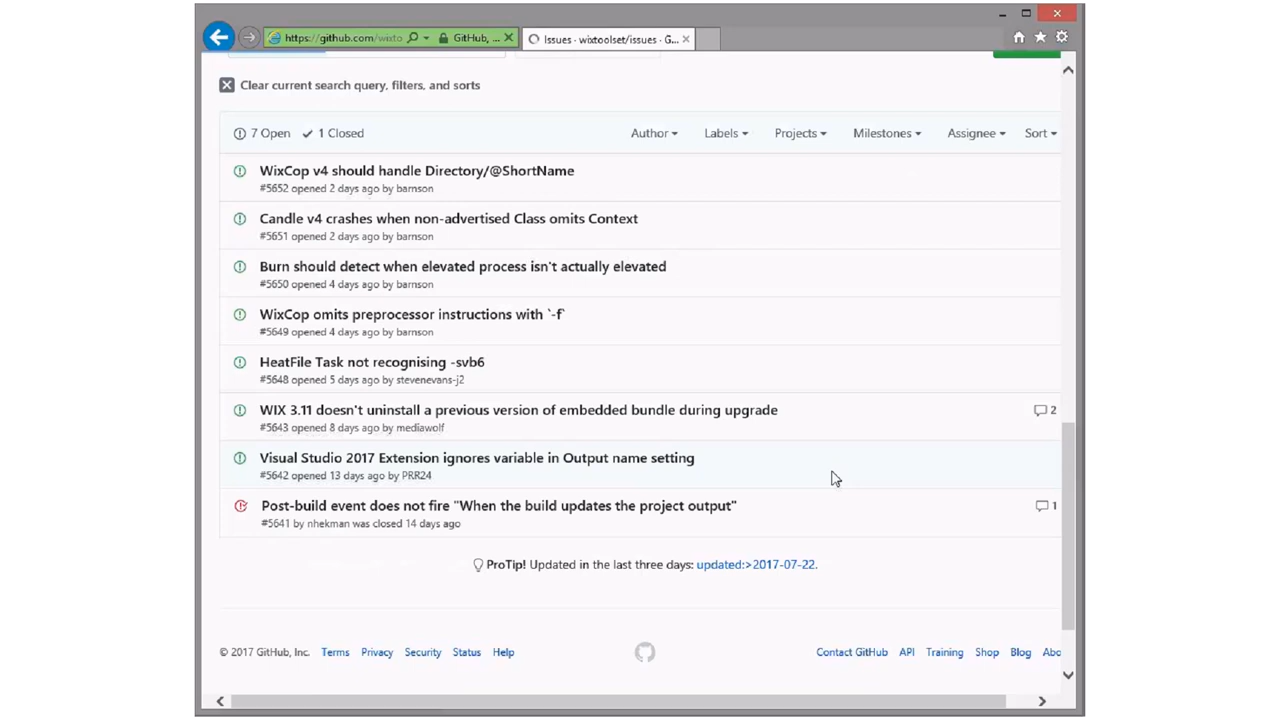 https://github.com/wixto
GitHub, ...
Issues · wixtoolset/issues · G...
Clear current search query, filters, and sorts
7 Open 1 Closed Author Labels Projects Milestones Assignee Sort
WixCop v4 should handle Directory/@ShortName
#5652 opened 2 days ago by barnson
Candle v4 crashes when non-advertised Class omits Context
#5651 opened 2 days ago by barnson
Burn should detect when elevated process isn't actually elevated
#5650 opened 4 days ago by barnson
WixCop omits preprocessor instructions with `-f`
#5649 opened 4 days ago by barnson
HeatFile Task not recognising -svb6
#5648 opened 5 days ago by stevenevans-j2
WIX 3.11 doesn't uninstall a previous version of embedded bundle during upgrade 2
#5643 opened 8 days ago by mediawolf
Visual Studio 2017 Extension ignores variable in Output name setting
#5642 opened 13 days ago by PRR24
Post-build event does not fire "When the build updates the project output" 1
#5641 by nhekman was closed 14 days ago
ProTip! Updated in the last three days: updated:>2017-07-22.
© 2017 GitHub, Inc. Terms Privacy Security Status Help Contact GitHub API Training Shop Blog Abo